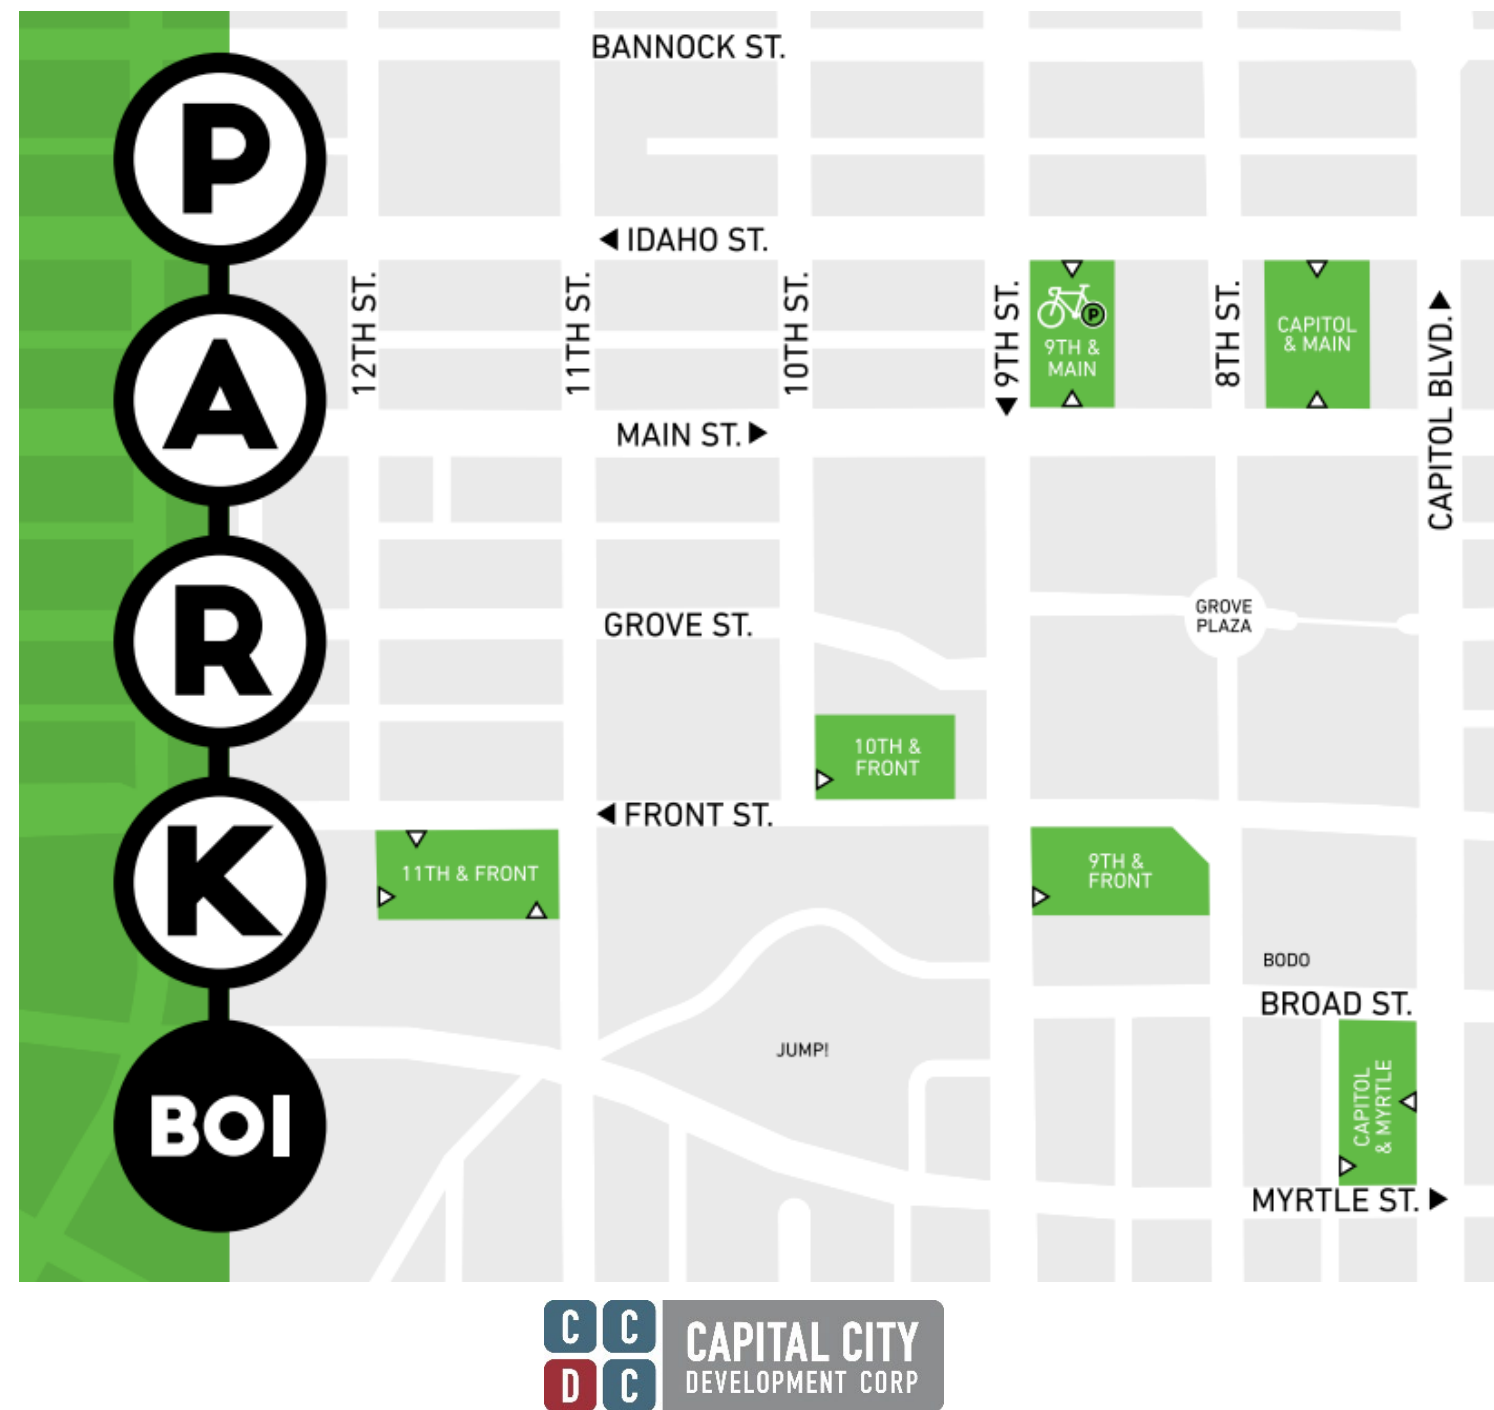 P
A
R
K
BOI
BANNOCK ST.
IDAHO ST.
12TH ST.
11TH ST.
10TH ST.
9TH ST.
8TH ST.
CAPITOL BLVD.
P
9TH &
MAIN
CAPITOL
& MAIN
MAIN ST.
GROVE ST.
GROVE
PLAZA
10TH &
FRONT
FRONT ST.
11TH & FRONT
9TH &
FRONT
BODO
BROAD ST.
JUMP!
CAPITOL
& MYRTLE
MYRTLE ST.
C C
D C
CAPITAL CITY
DEVELOPMENT CORP